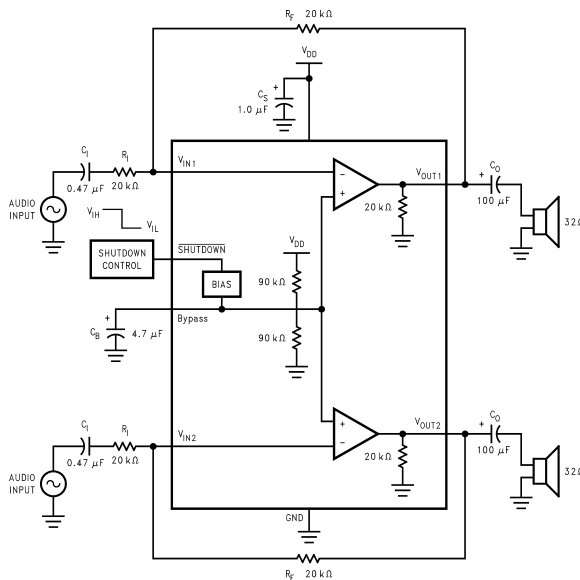 R_F 20 kΩ
V_DD
C_S
+
1.0 µF
C_I
R_I
0.47 µF
20 kΩ
AUDIO
INPUT
V_IH
V_IL
V_IN1
-
+
V_OUT1
20 kΩ
+
C_O
100 µF
32Ω
SHUTDOWN
CONTROL
SHUTDOWN
BIAS
V_DD
90 kΩ
90 kΩ
Bypass
+
C_B
4.7 µF
C_I
R_I
0.47 µF
20 kΩ
AUDIO
INPUT
V_IN2
+
-
V_OUT2
20 kΩ
+
C_O
100 µF
32Ω
GND
R_F 20 kΩ